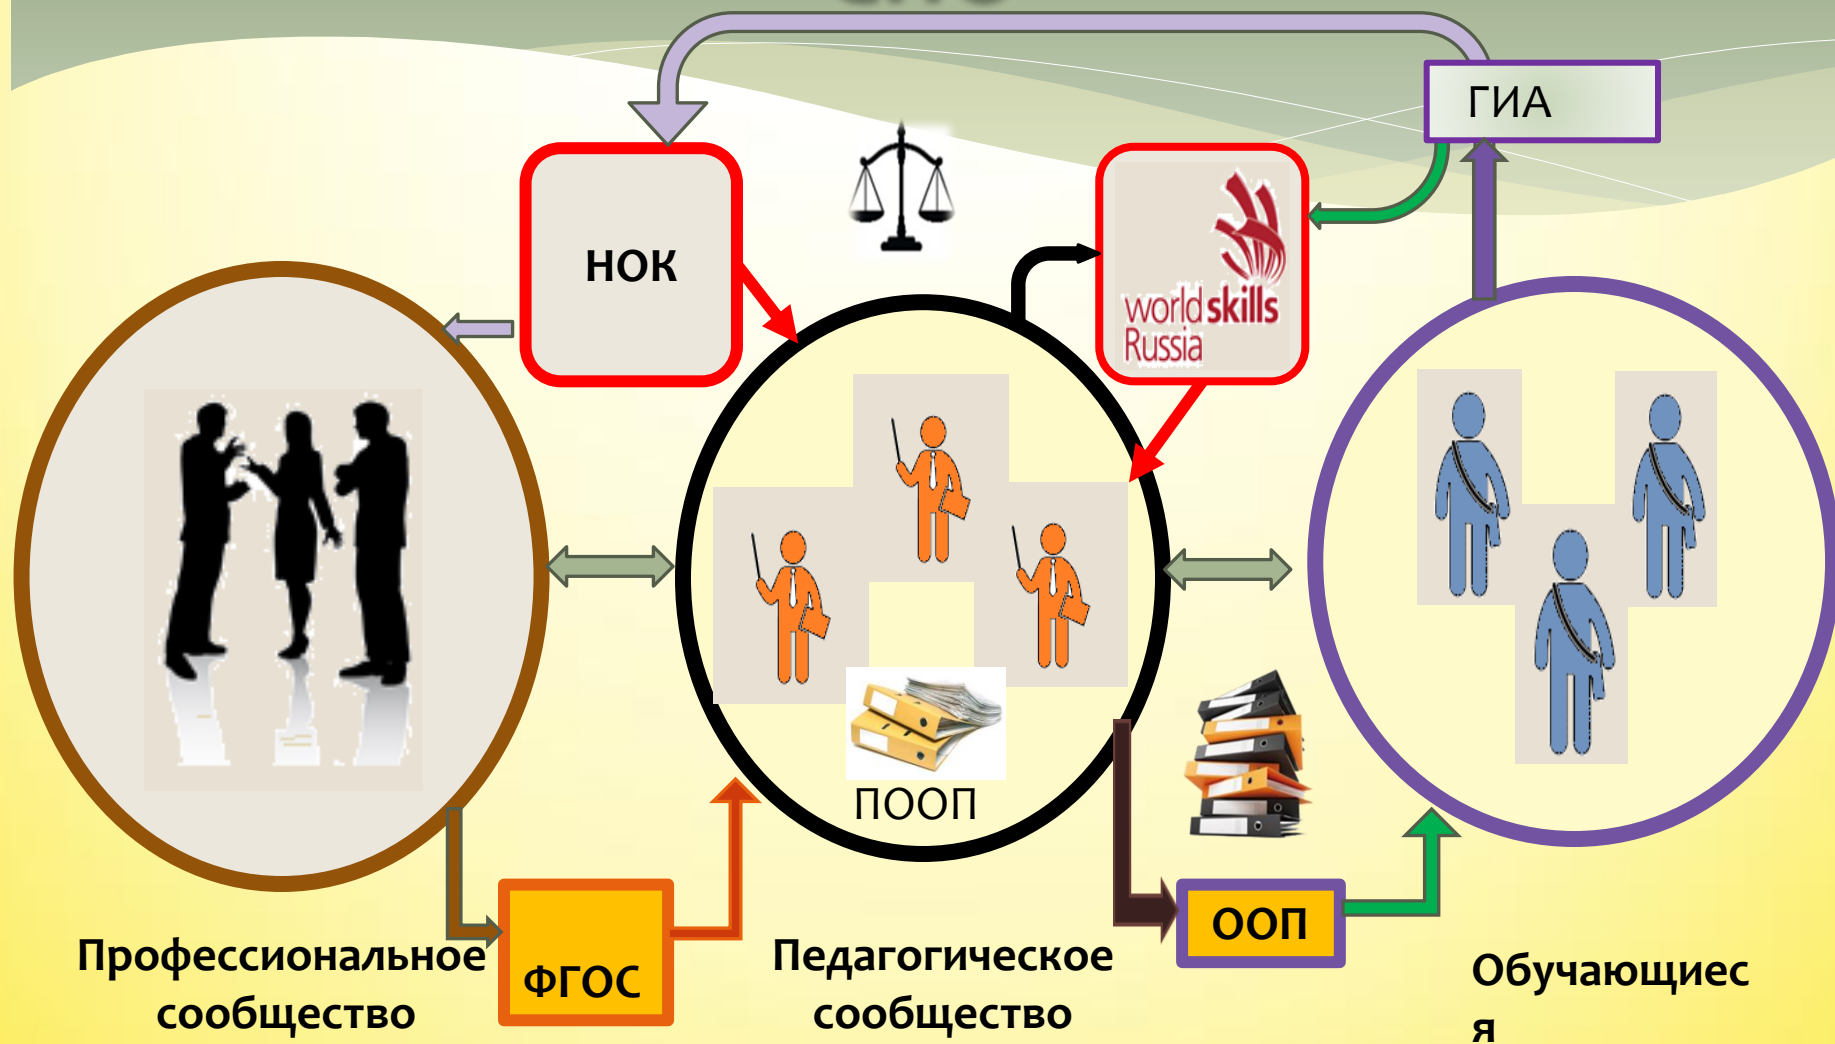 ГИА
НОК
world skills
Russia
ПООП
ООП
ФГОС
Профессиональное
сообщество
Педагогическое
сообщество
Обучающиес
я